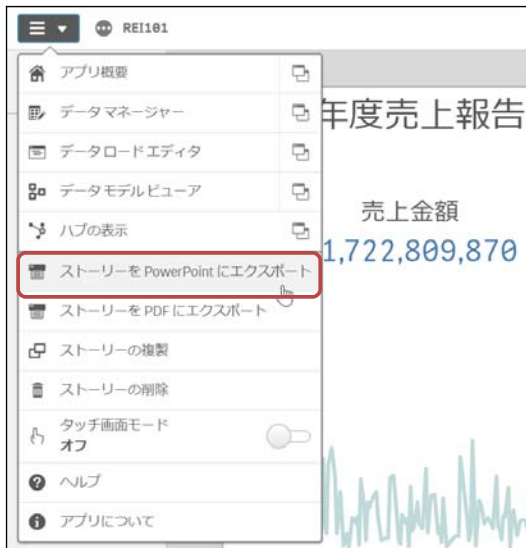 REI101
アプリ概要
データ マネージャー
データ ロード エディタ
データ モデル ビューア
ハブの表示
ストーリーを PowerPoint にエクスポート
ストーリーを PDF にエクスポート
ストーリーの複製
ストーリーの削除
タッチ画面モード
オフ
ヘルプ
アプリについて
年度売上報告
売上金額
1,722,809,870